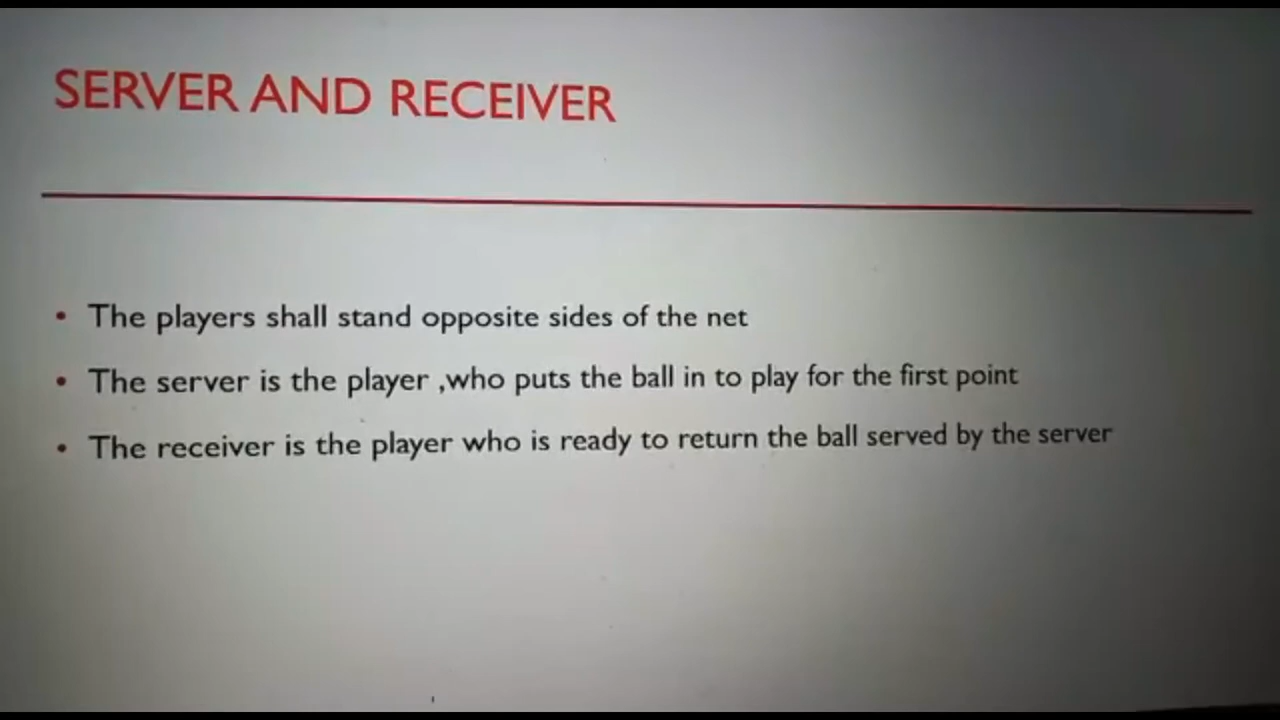 SERVER AND RECEIVER
• The players shall stand opposite sides of the net
• The server is the player ,who puts the ball in to play for the first point
• The receiver is the player who is ready to return the ball served by the server